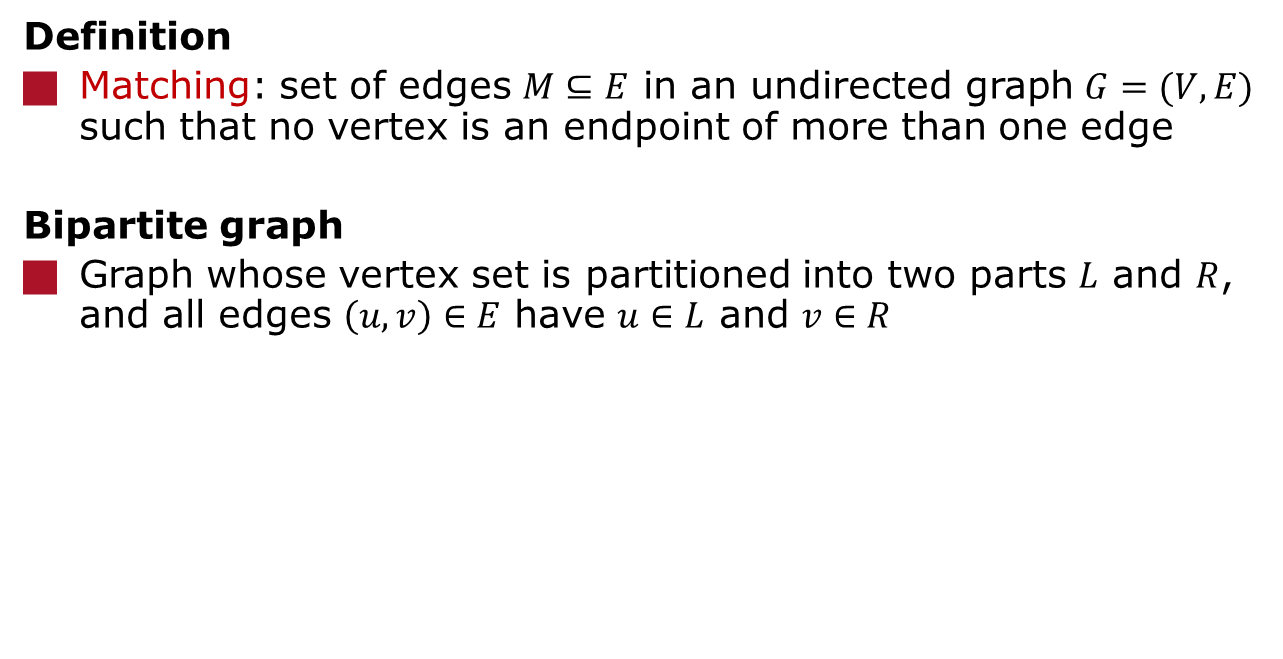 Definition
Matching: set of edges 𝑀 ⊆ 𝐸 in an undirected graph 𝐺 = (𝑉, 𝐸)
such that no vertex is an endpoint of more than one edge
Bipartite graph
Graph whose vertex set is partitioned into two parts 𝐿 and 𝑅,
and all edges (𝑢, 𝑣) ∈ 𝐸 have 𝑢 ∈ 𝐿 and 𝑣 ∈ 𝑅